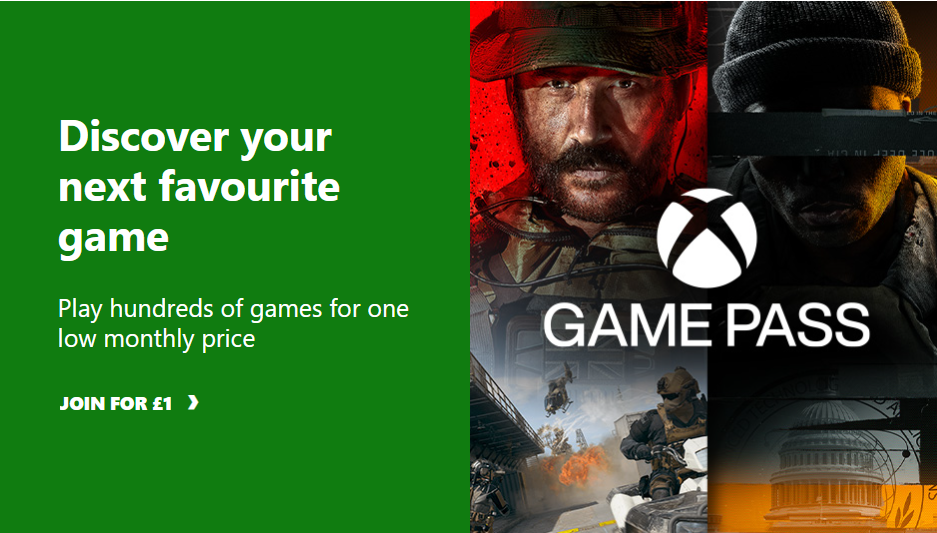 Discover your
next favourite
game
Play hundreds of games for one
low monthly price
JOIN FOR £1
GAME PASS